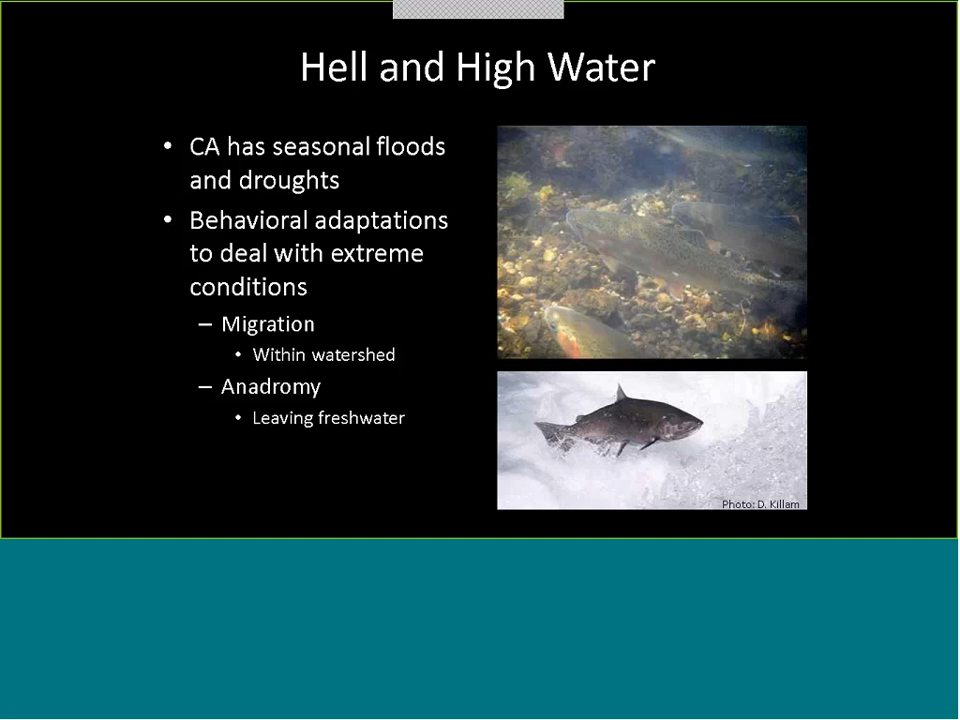 Hell and High Water
• CA has seasonal floods
and droughts
• Behavioral adaptations
to deal with extreme
conditions
– Migration
• Within watershed
– Anadromy
• Leaving freshwater
Photo: D. Killam